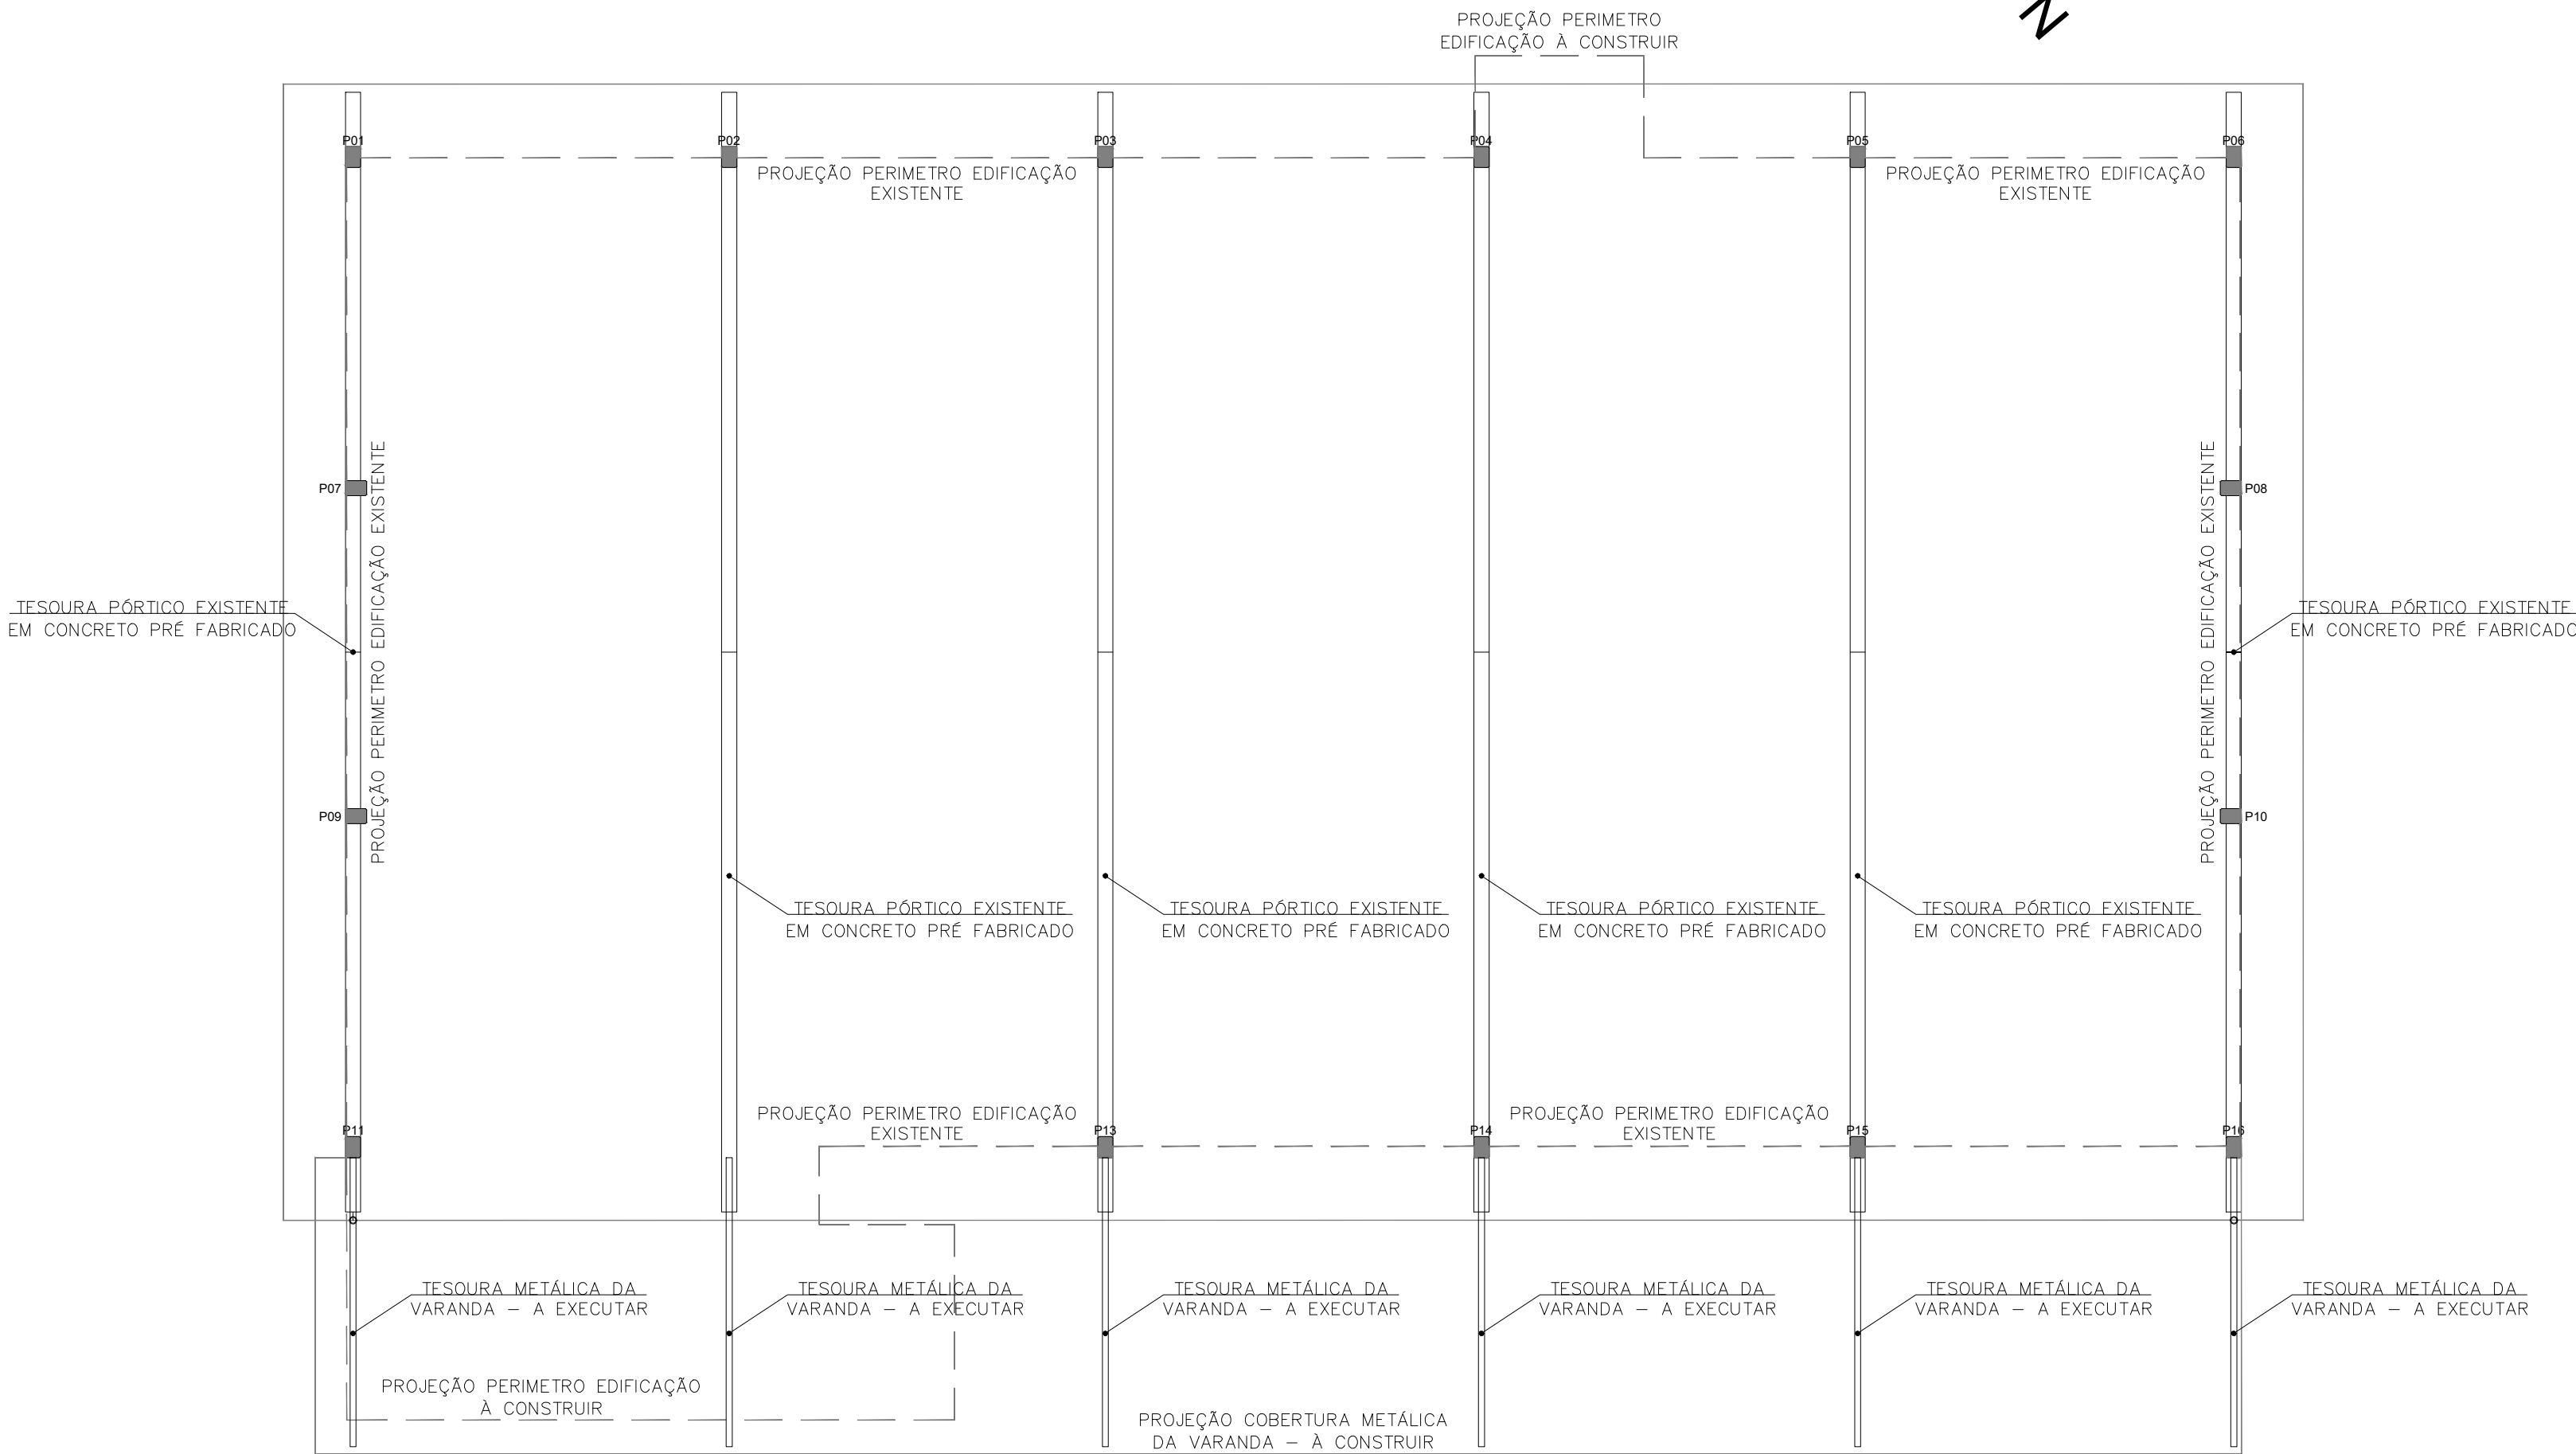 N
PROJEÇÃO PERIMETRO
EDIFICAÇÃO À CONSTRUIR
P01
P02
P03
P04
P05
P06
PROJEÇÃO PERIMETRO EDIFICAÇÃO
EXISTENTE
PROJEÇÃO PERIMETRO EDIFICAÇÃO
EXISTENTE
P07
PROJEÇÃO PERIMETRO EDIFICAÇÃO EXISTENTE
PROJEÇÃO PERIMETRO EDIFICAÇÃO EXISTENTE
P08
TESOURA PÓRTICO EXISTENTE
EM CONCRETO PRÉ FABRICADO
TESOURA PÓRTICO EXISTENTE
EM CONCRETO PRÉ FABRICADO
P09
P10
TESOURA PÓRTICO EXISTENTE
EM CONCRETO PRÉ FABRICADO
TESOURA PÓRTICO EXISTENTE
EM CONCRETO PRÉ FABRICADO
TESOURA PÓRTICO EXISTENTE
EM CONCRETO PRÉ FABRICADO
TESOURA PÓRTICO EXISTENTE
EM CONCRETO PRÉ FABRICADO
PROJEÇÃO PERIMETRO EDIFICAÇÃO
EXISTENTE
PROJEÇÃO PERIMETRO EDIFICAÇÃO
EXISTENTE
P11
P13
P14
P15
P16
TESOURA METÁLICA DA
VARANDA – A EXECUTAR
TESOURA METÁLICA DA
VARANDA – A EXECUTAR
TESOURA METÁLICA DA
VARANDA – A EXECUTAR
TESOURA METÁLICA DA
VARANDA – A EXECUTAR
TESOURA METÁLICA DA
VARANDA – A EXECUTAR
TESOURA METÁLICA DA
VARANDA – A EXECUTAR
PROJEÇÃO PERIMETRO EDIFICAÇÃO
À CONSTRUIR
PROJEÇÃO COBERTURA METÁLICA
DA VARANDA – À CONSTRUIR